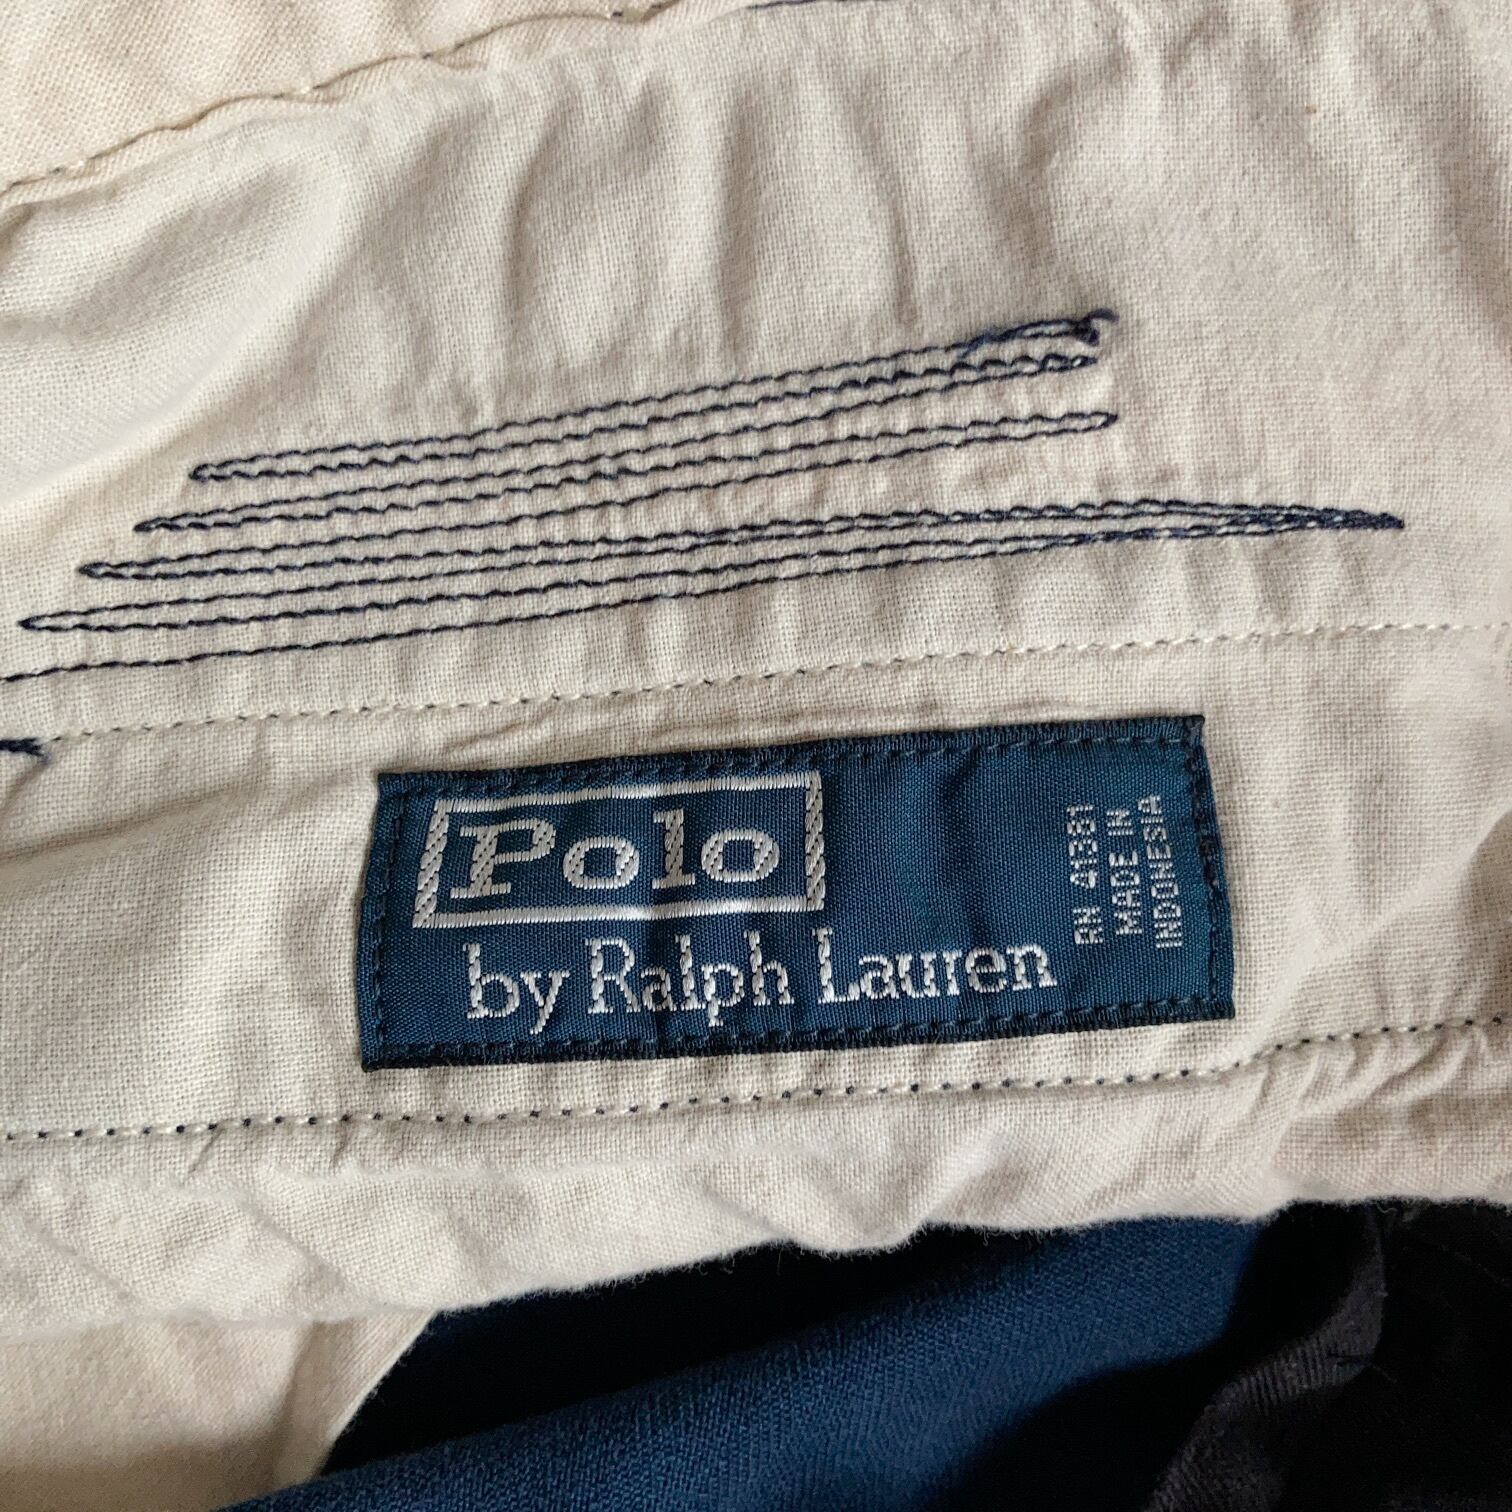 Polo
by Ralph Lauren
RN 41381
MADE IN
INDONESIA